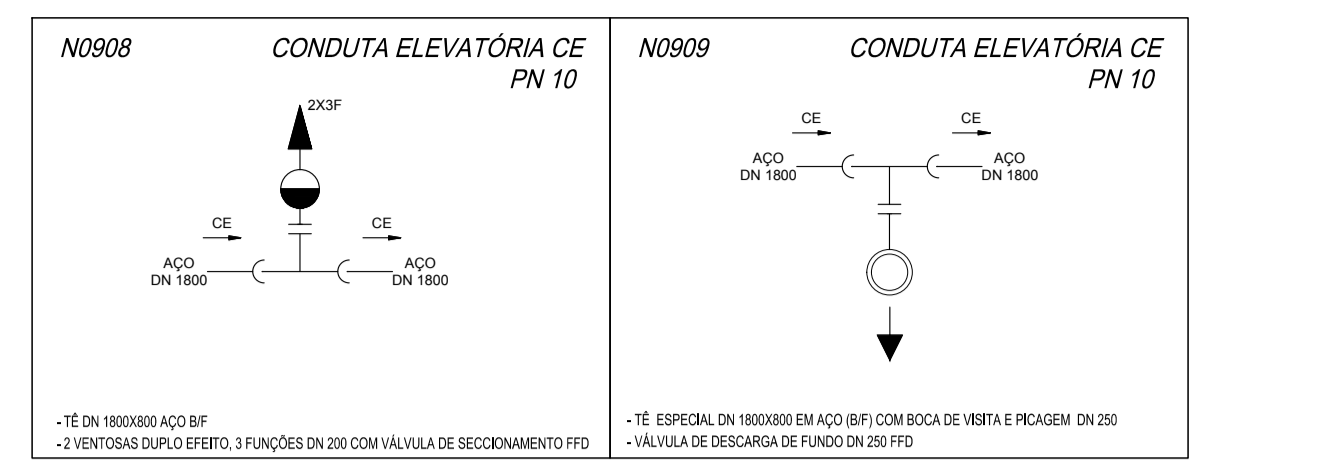 N0908 CONDUTA ELEVATÓRIA CE
PN 10
2X3F
CE CE
AÇO
DN 1800
AÇO
DN 1800
- TÊ DN 1800X800 AÇO B/F
- 2 VENTOSAS DUPLO EFEITO, 3 FUNÇÕES DN 200 COM VÁLVULA DE SECCIONAMENTO FFD
N0909 CONDUTA ELEVATÓRIA CE
PN 10
CE CE
AÇO
DN 1800
AÇO
DN 1800
- TÊ ESPECIAL DN 1800X800 EM AÇO (B/F) COM BOCA DE VISITA E PICAGEM DN 250
- VÁLVULA DE DESCARGA DE FUNDO DN 250 FFD